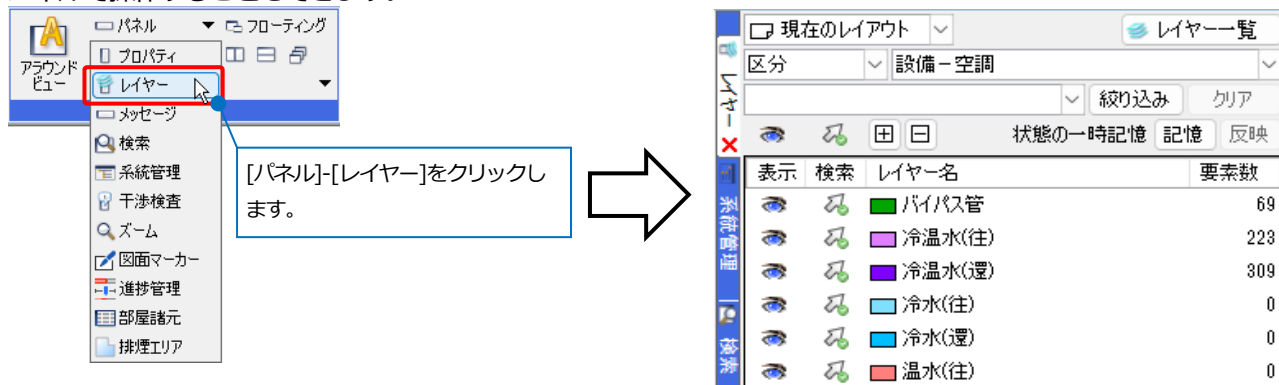 パネル
フローティング
アラウンド
ビュー
プロパティ
レイヤー
メッセージ
検索
系統管理
干渉検査
ズーム
図面マーカー
進捗管理
部屋諸元
排煙エリア
[パネル]-[レイヤー]をクリックし
ます。
レイヤー
系統管理
検索
現在のレイアウト
レイヤー一覧
区分
設備-空調
絞り込み
クリア
状態の一時記憶 記憶 反映
表示 検索 レイヤー名 要素数
バイパス管 69
冷温水(往) 223
冷温水(還) 309
冷水(往) 0
冷水(還) 0
温水(往) 0